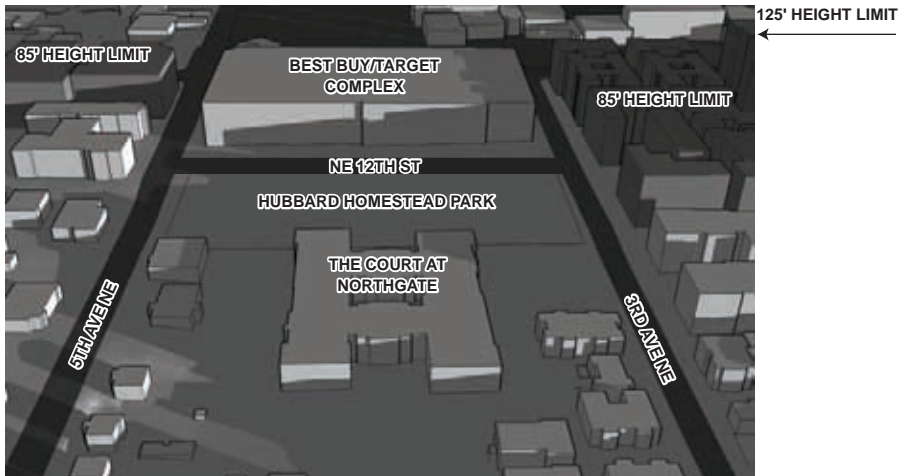 125' HEIGHT LIMIT
85' HEIGHT LIMIT
BEST BUY/TARGET
COMPLEX
85' HEIGHT LIMIT
NE 12TH ST
HUBBARD HOMESTEAD PARK
THE COURT AT
NORTHGATE
5TH AVE NE
3RD AVE NE